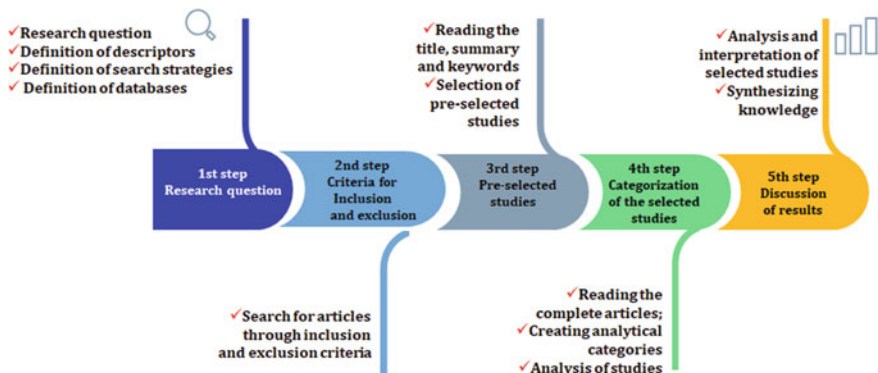 ✓Research question
✓Definition of descriptors
✓Definition of search strategies
✓Definition of databases
✓Reading the
title, summary
and keywords
✓Selection of
pre-selected
studies
✓Analysis and
interpretation of
selected studies
✓Synthesizing
knowledge
1st step
Research question
2nd step
Criteria for
Inclusion
and exclusion
3rd step
Pre-selected
studies
4th step
Categorization
of the selected
studies
5th step
Discussion
of results
✓Search for articles
through inclusion
and exclusion criteria
✓Reading the
complete articles;
✓Creating analytical
categories
✓Analysis of studies